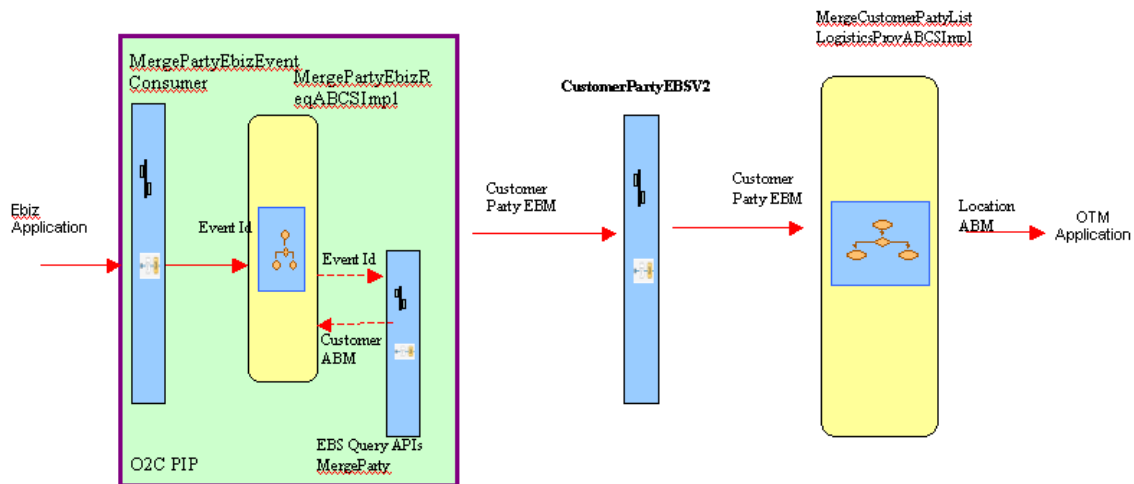 MergeCustomerPartyList
LogisticsProvABCSImpl
MergePartyEbizEvent
Consumer
MergePartyEbizR
eqABCSImpl
CustomerPartyEBSV2
Ebiz
Application
Event Id
Event Id
Customer
ABM
Customer
Party EBM
Customer
Party EBM
Location
ABM
OTM
Application
EBS Query APIs
MergeParty
O2C PIP